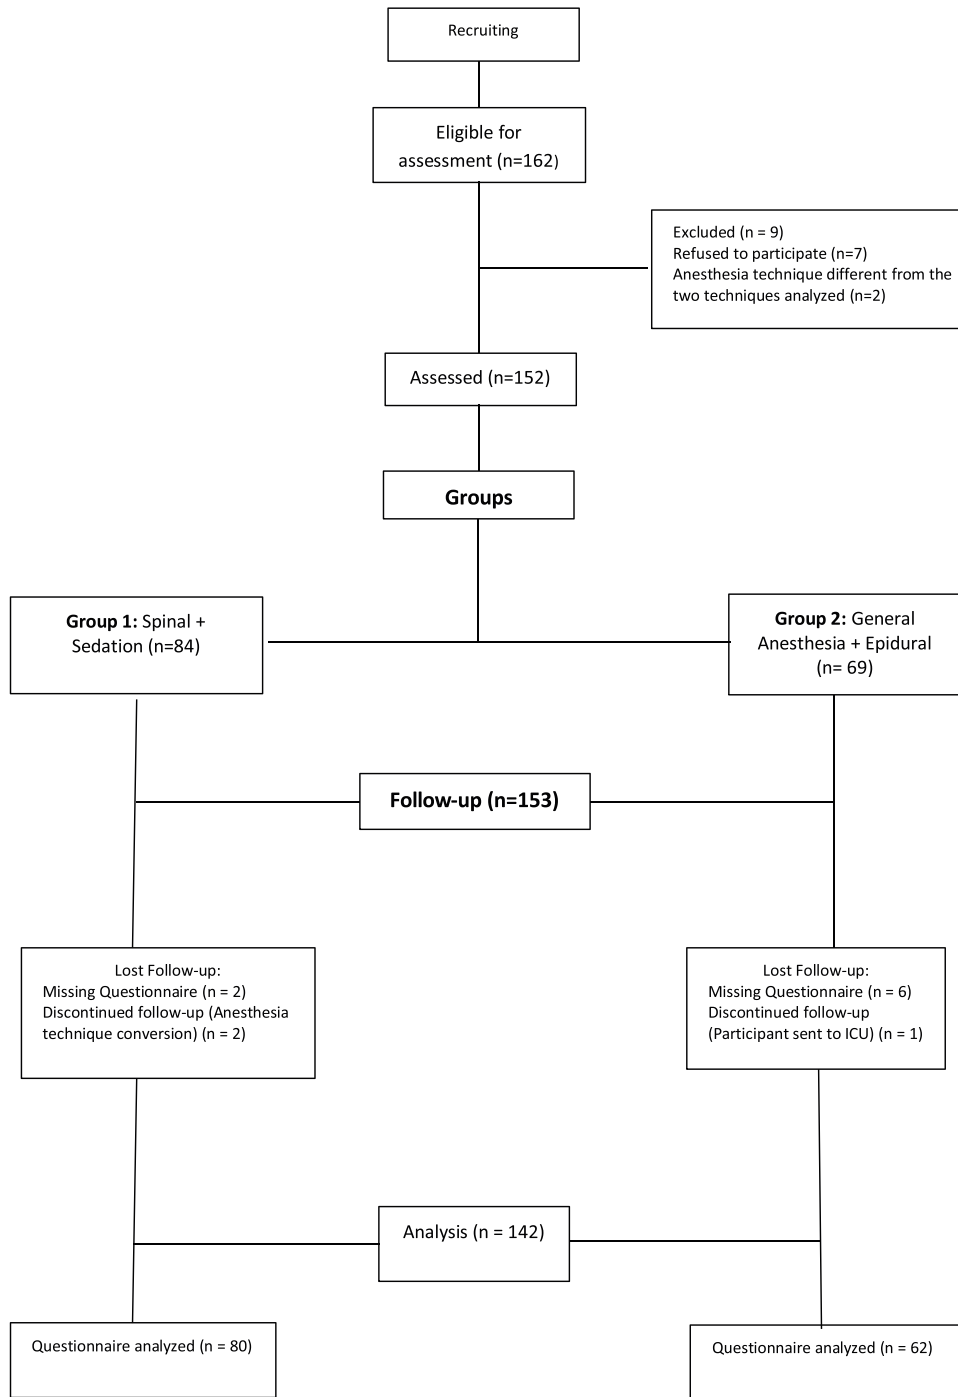 Recruiting
Eligible for
assessment (n=162)
Excluded (n = 9)
Refused to participate (n=7)
Anesthesia technique different from the
two techniques analyzed (n=2)
Assessed (n=152)
Groups
Group 1: Spinal +
Sedation (n=84)
Group 2: General
Anesthesia + Epidural
(n= 69)
Follow-up (n=153)
Lost Follow-up:
Missing Questionnaire (n = 2)
Discontinued follow-up (Anesthesia
technique conversion) (n = 2)
Lost Follow-up:
Missing Questionnaire (n = 6)
Discontinued follow-up
(Participant sent to ICU) (n = 1)
Analysis (n = 142)
Questionnaire analyzed (n = 80)
Questionnaire analyzed (n = 62)